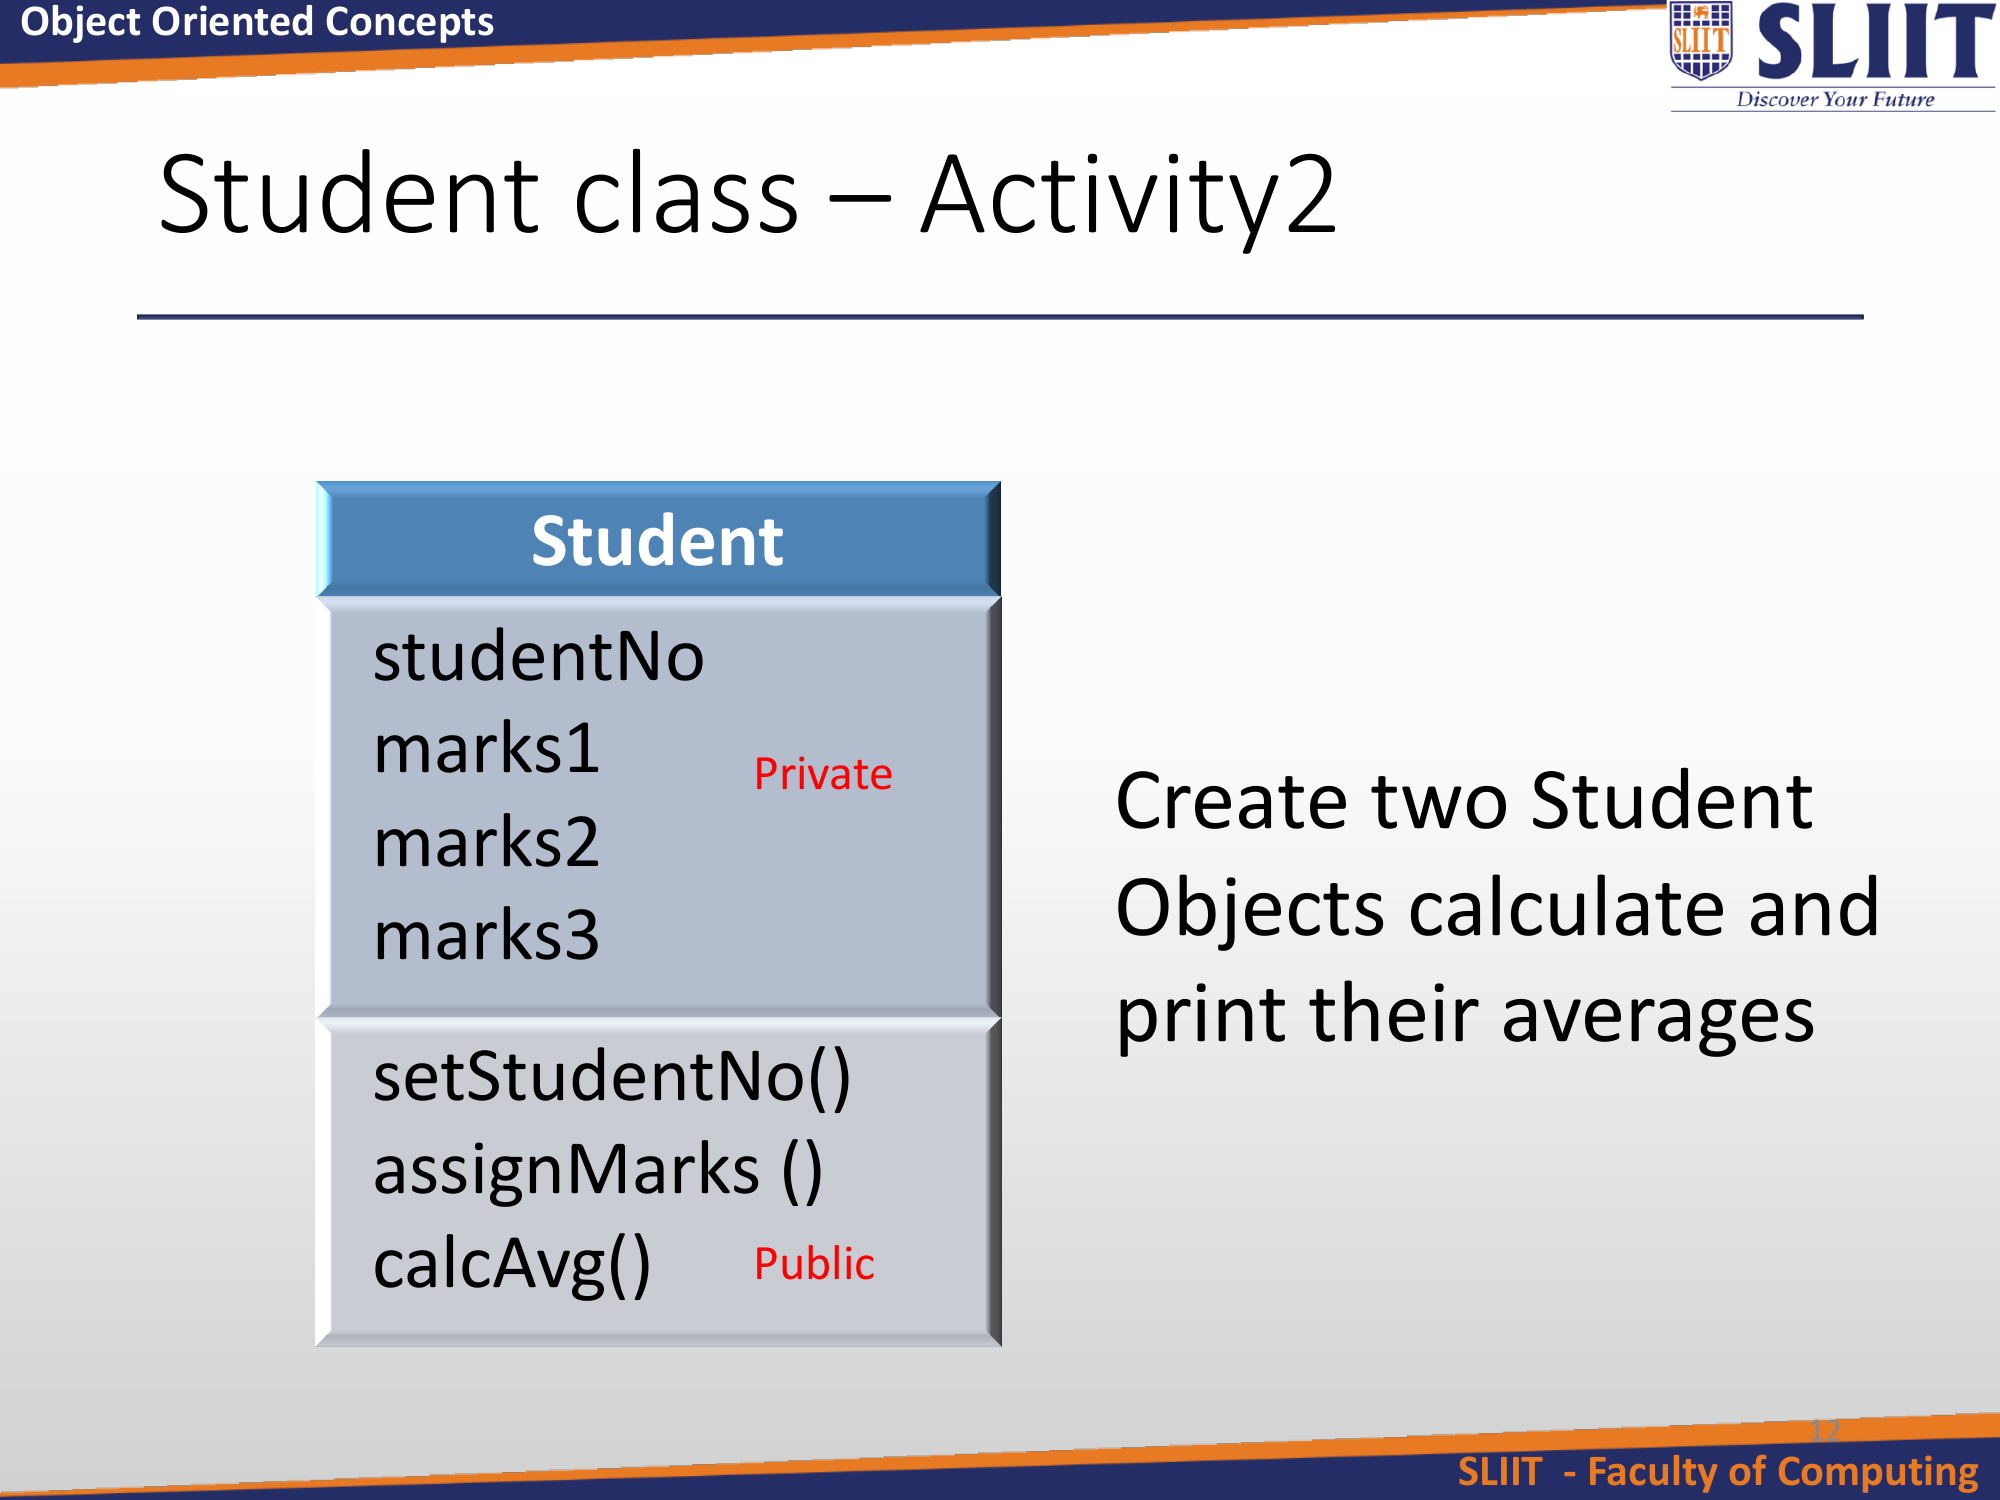 Object Oriented Concepts
SLIIT
SLIIT
Discover Your Future
Student class – Activity2
Student
studentNo
marks1
Private
marks2
marks3
setStudentNo()
assignMarks ()
calcAvg()
Public
Create two Student
Objects calculate and
print their averages
12
SLIIT - Faculty of Computing